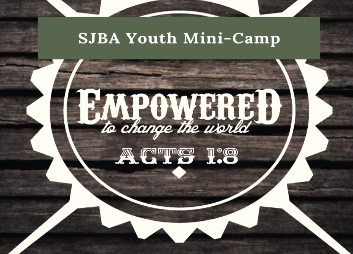 SJBA Youth Mini-Camp
EMPOWERED
to change the world
ACTS 1:8